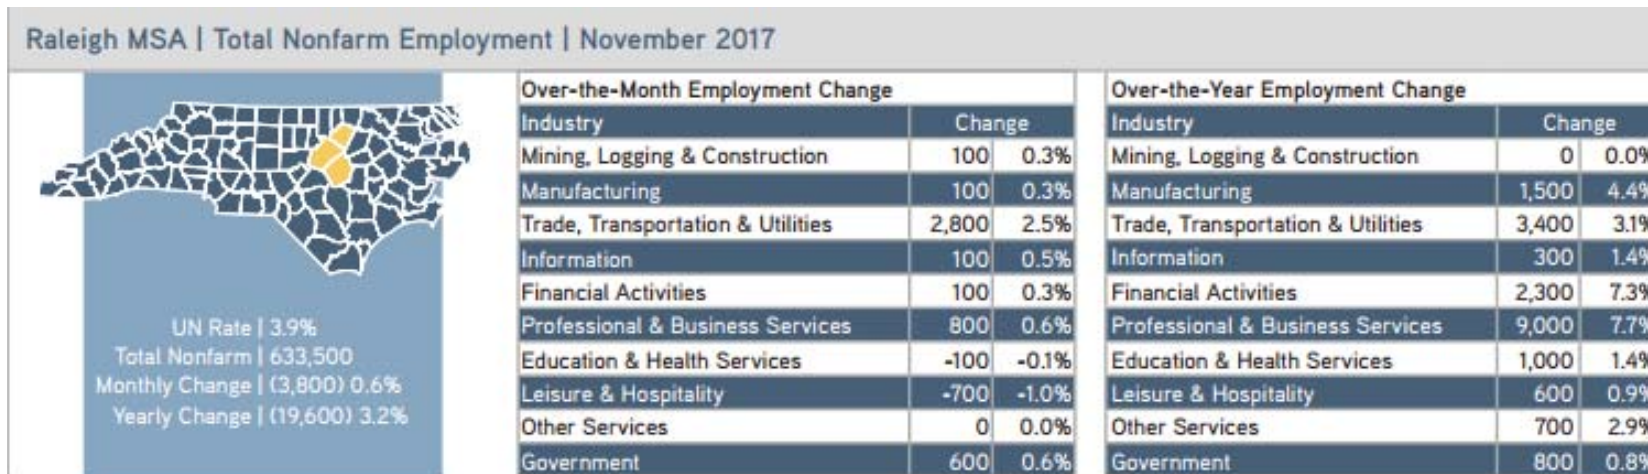 Raleigh MSA | Total Nonfarm Employment | November 2017
UN Rate | 3.9%
Total Nonfarm | 633,500
Monthly Change | (3,800) 0.6%
Yearly Change | (19,600) 3.2%
Over-the-Month Employment Change
Industry Change
Mining, Logging & Construction 100 0.3%
Manufacturing 100 0.3%
Trade, Transportation & Utilities 2,800 2.5%
Information 100 0.5%
Financial Activities 100 0.3%
Professional & Business Services 800 0.6%
Education & Health Services -100 -0.1%
Leisure & Hospitality -700 -1.0%
Other Services 0 0.0%
Government 600 0.6%
Over-the-Year Employment Change
Industry Change
Mining, Logging & Construction 0 0.0%
Manufacturing 1,500 4.4%
Trade, Transportation & Utilities 3,400 3.1%
Information 300 1.4%
Financial Activities 2,300 7.3%
Professional & Business Services 9,000 7.7%
Education & Health Services 1,000 1.4%
Leisure & Hospitality 600 0.9%
Other Services 700 2.9%
Government 800 0.8%